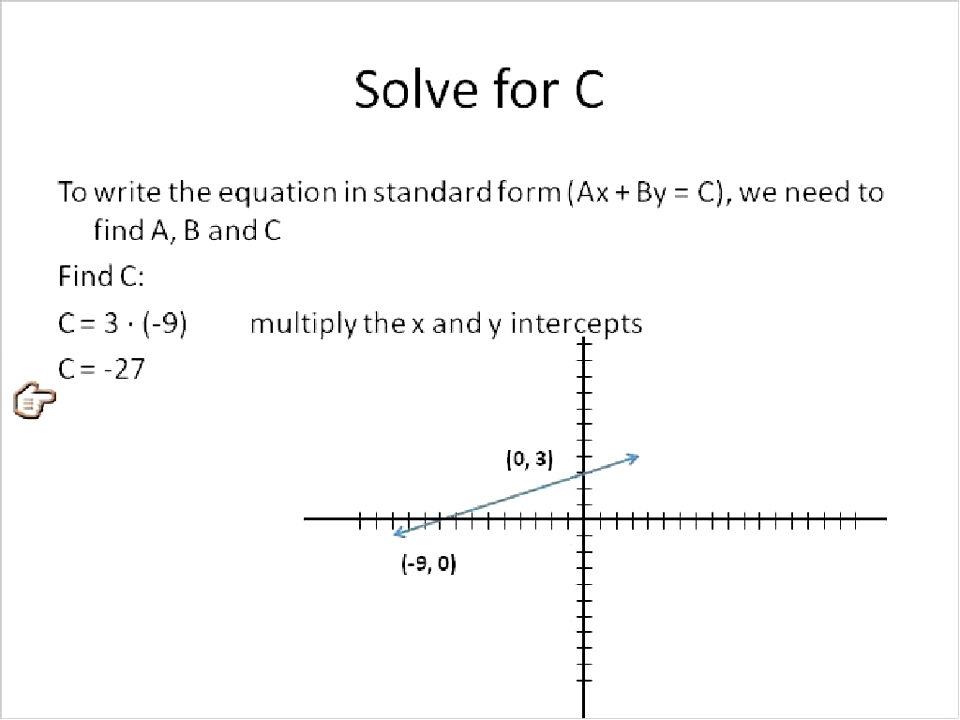 Solve for C
To write the equation in standard form (Ax + By = C), we need to
find A, B and C
Find C:
C = 3 · (-9) multiply the x and y intercepts
C = -27
(0, 3)
(-9, 0)